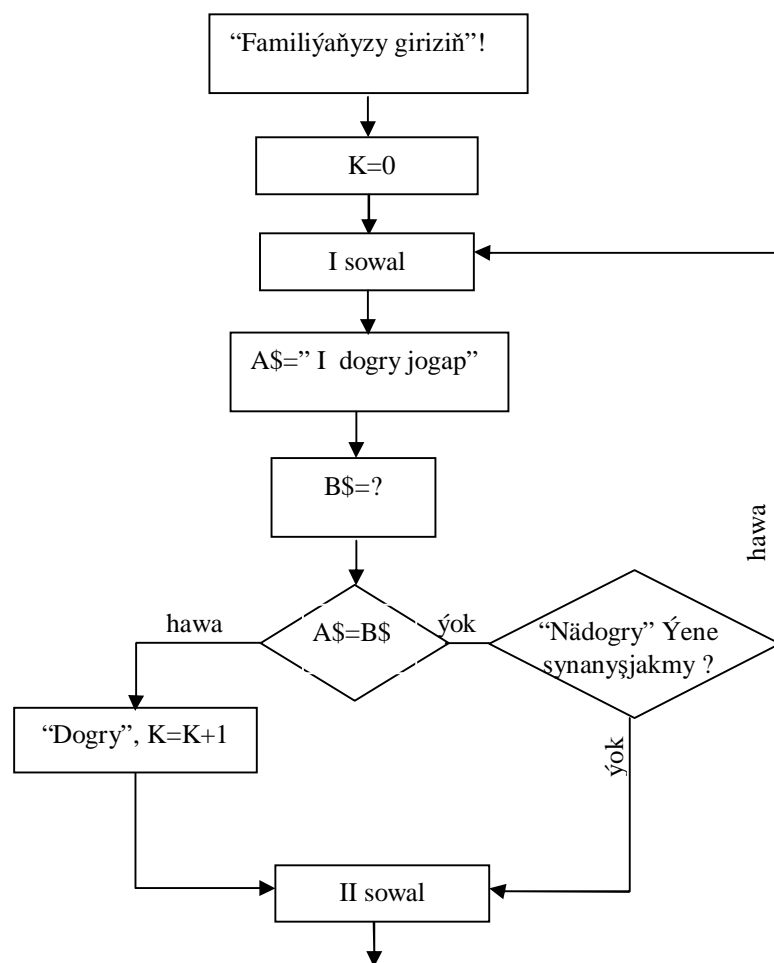 “Familiýaňyzy giriziň”!
K=0
I sowal
A$=” I dogry jogap”
B$=?
hawa
A$=B$
ýok
“Nädogry” Ýene
synanyşjakmy ?
hawa
“Dogry”, K=K+1
ýok
II sowal